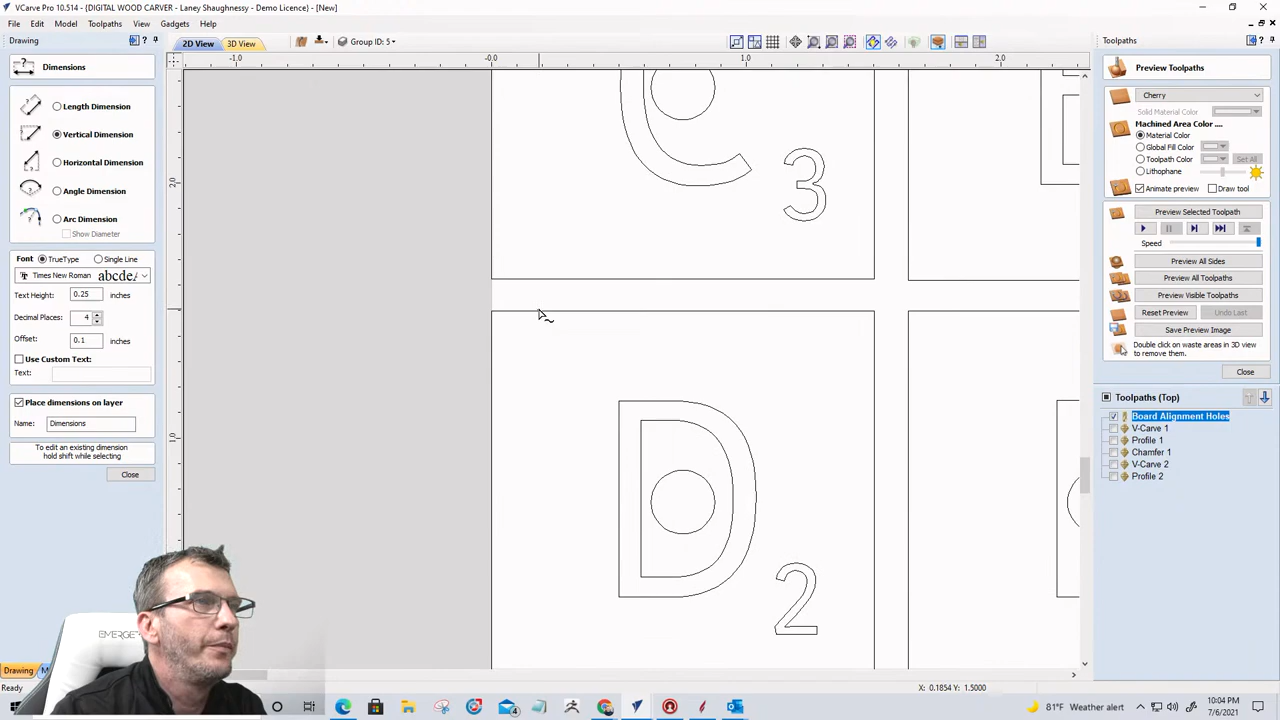 VCarve Pro 10.514 - {DIGITAL WOOD CARVER - Laney Shaughnessy - Demo Licence} - [New]
File Edit Model Toolpaths View Gadgets Help
Drawing
2D View 3D View Group ID: 5
Toolpaths
Dimensions
Length Dimension
Vertical Dimension
Horizontal Dimension
Angle Dimension
Arc Dimension
Show Diameter
Font TrueType Single Line
Times New Roman abcdeA
Text Height: 0.25 inches
Decimal Places: 4
Offset: 0.1 inches
Use Custom Text:
Text:
Place dimensions on layer
Name: Dimensions
To edit an existing dimension
hold shift while selecting
Close
-1.0 -0.0 1.0 2.0
2.0
1.0
3
D
2
Preview Toolpaths
Cherry
Solid Material Color
Machined Area Color ....
Material Color
Global Fill Color
Toolpath Color Set All
Lithophane
Animate preview Draw tool
Preview Selected Toolpath
Speed
Preview All Sides
Preview All Toolpaths
Preview Visible Toolpaths
Reset Preview Undo Last
Save Preview Image
Double click on waste areas in 3D view
to remove them.
Close
Toolpaths (Top)
Board Alignment Holes
V-Carve 1
Profile 1
Chamfer 1
V-Carve 2
Profile 2
EMERGE
Drawing
Ready
X: 0.1854 Y: 1.5000
4
81°F Weather alert
10:04 PM
7/6/2021